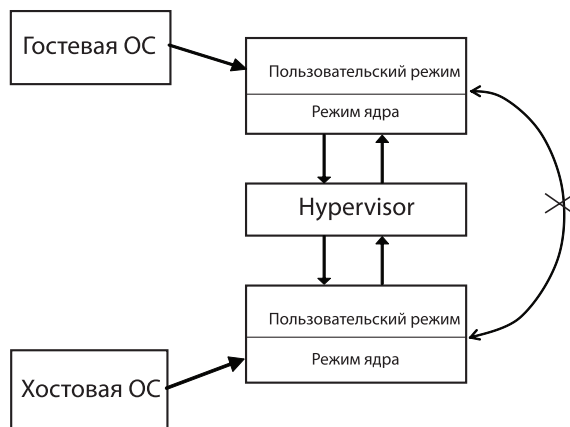 Гостевая ОС
Пользовательский режим
Режим ядра
Hypervisor
Пользовательский режим
Режим ядра
Хостовая ОС